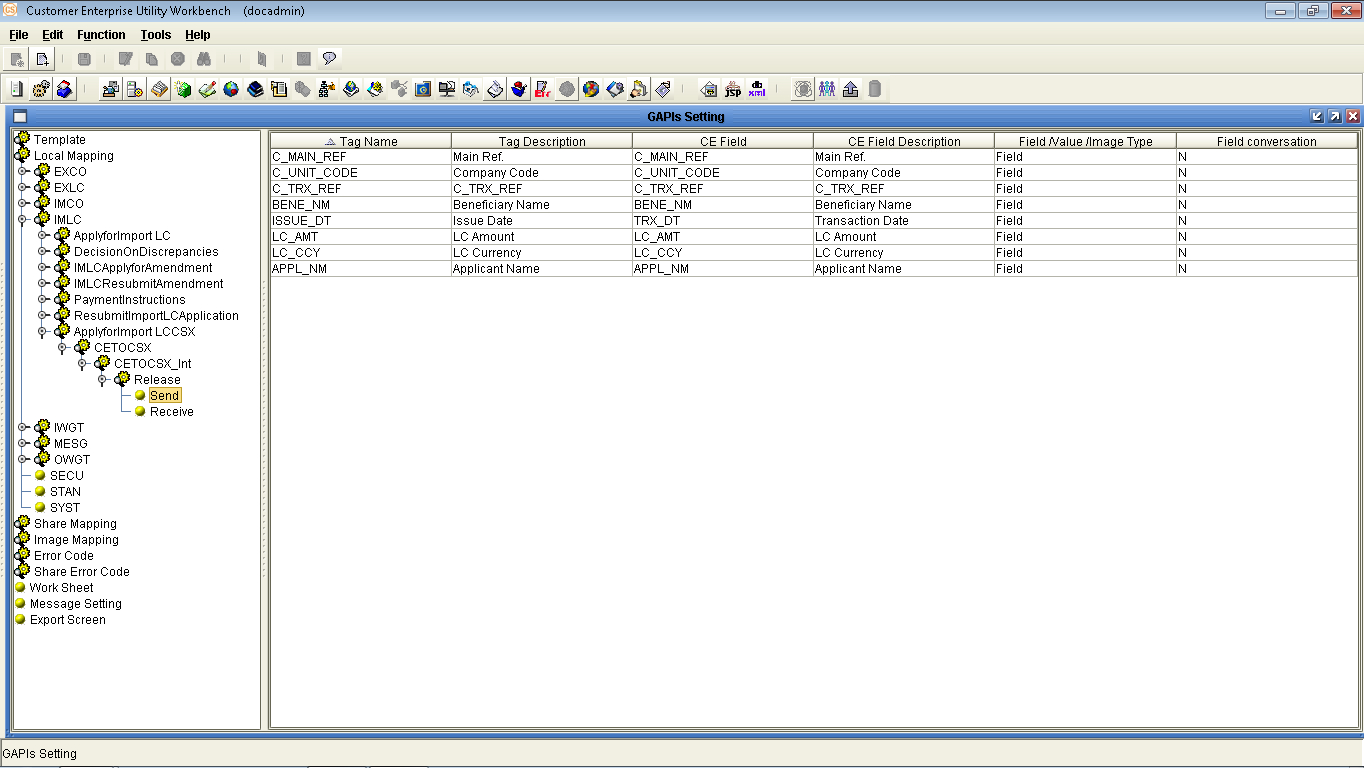 Customer Enterprise Utility Workbench (docadmin)
File Edit Function Tools Help
GAPIs Setting
Template
Local Mapping
EXCO
EXLC
IMCO
IMLC
ApplyforImport LC
DecisionOnDiscrepancies
IMLCApplyforAmendment
IMLCResubmitAmendment
PaymentInstructions
ResubmitImportLCApplication
ApplyforImport LCCSX
CETOCSX
CETOCSX_Int
Release
Send
Receive
IWGT
MESG
OWGT
SECU
STAN
SYST
Share Mapping
Image Mapping
Error Code
Share Error Code
Work Sheet
Message Setting
Export Screen
Tag Name Tag Description CE Field CE Field Description Field /Value /Image Type Field conversation
C_MAIN_REF Main Ref. C_MAIN_REF Main Ref. Field N
C_UNIT_CODE Company Code C_UNIT_CODE Company Code Field N
C_TRX_REF C_TRX_REF C_TRX_REF C_TRX_REF Field N
BENE_NM Beneficiary Name BENE_NM Beneficiary Name Field N
ISSUE_DT Issue Date TRX_DT Transaction Date Field N
LC_AMT LC Amount LC_AMT LC Amount Field N
LC_CCY LC Currency LC_CCY LC Currency Field N
APPL_NM Applicant Name APPL_NM Applicant Name Field N
GAPIs Setting